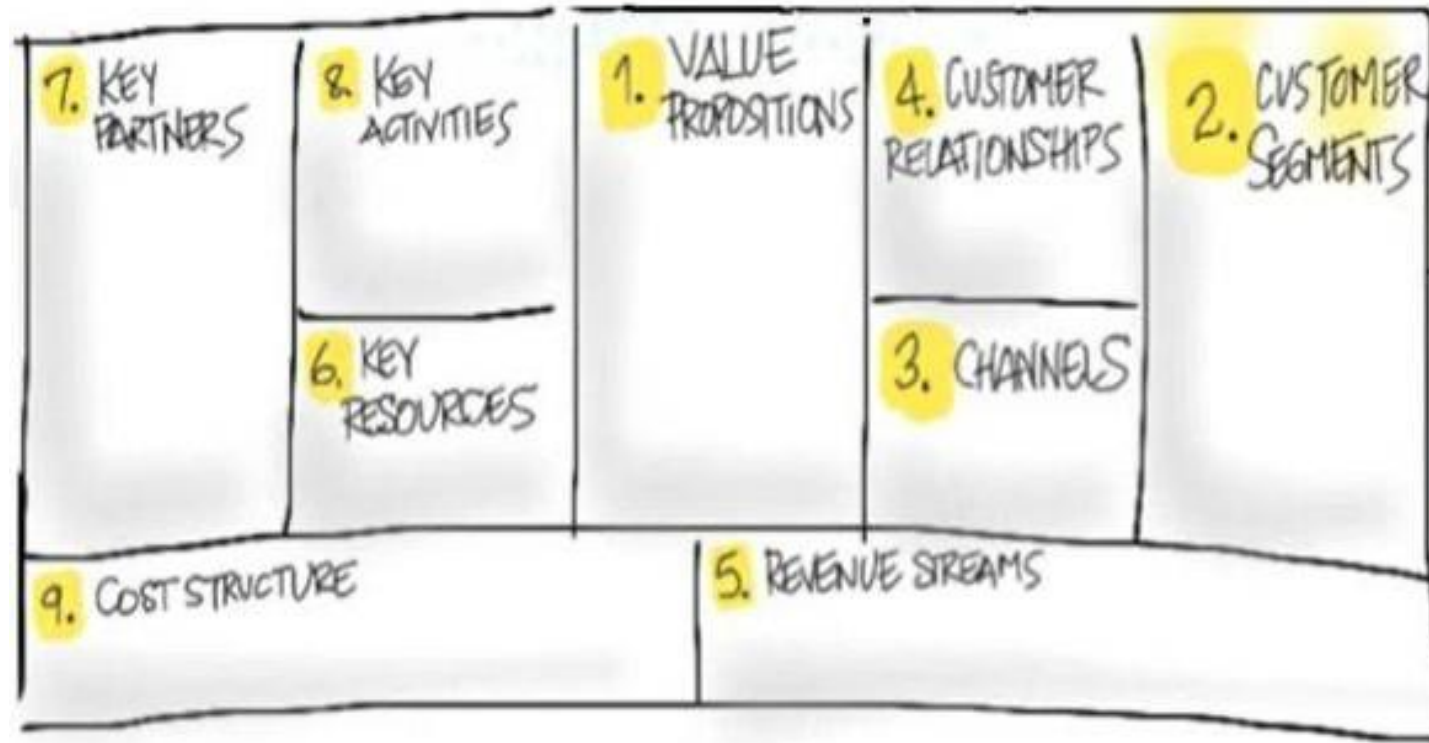 7. KEY
PARTNERS
8. KEY
ACTIVITIES
6. KEY
RESOURCES
1. VALUE
PROPOSITIONS
4. CUSTOMER
RELATIONSHIPS
3. CHANNELS
2. CUSTOMER
SEGMENTS
9. COST STRUCTURE
5. REVENUE STREAMS